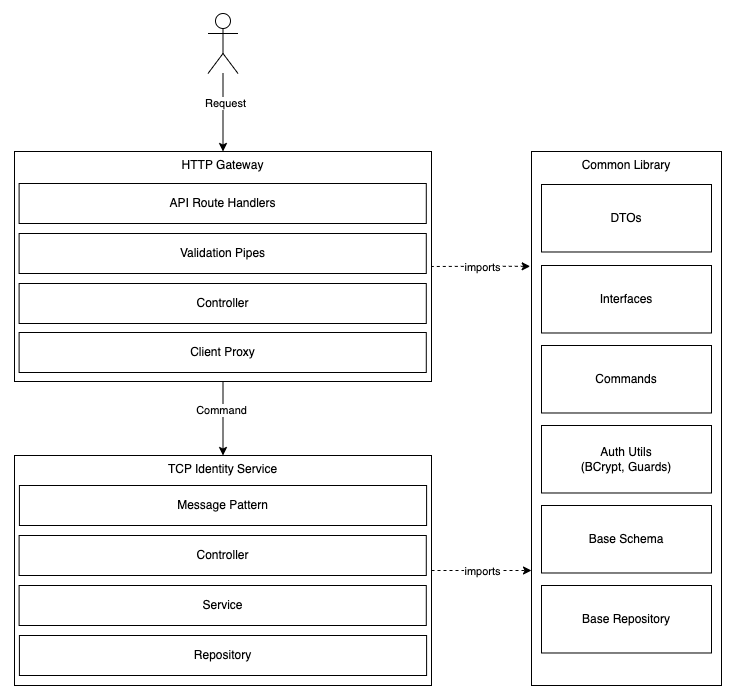 Request
HTTP Gateway
API Route Handlers
Validation Pipes
Controller
Client Proxy
imports
Command
TCP Identity Service
Message Pattern
Controller
Service
Repository
imports
Common Library
DTOs
Interfaces
Commands
Auth Utils
(BCrypt, Guards)
Base Schema
Base Repository